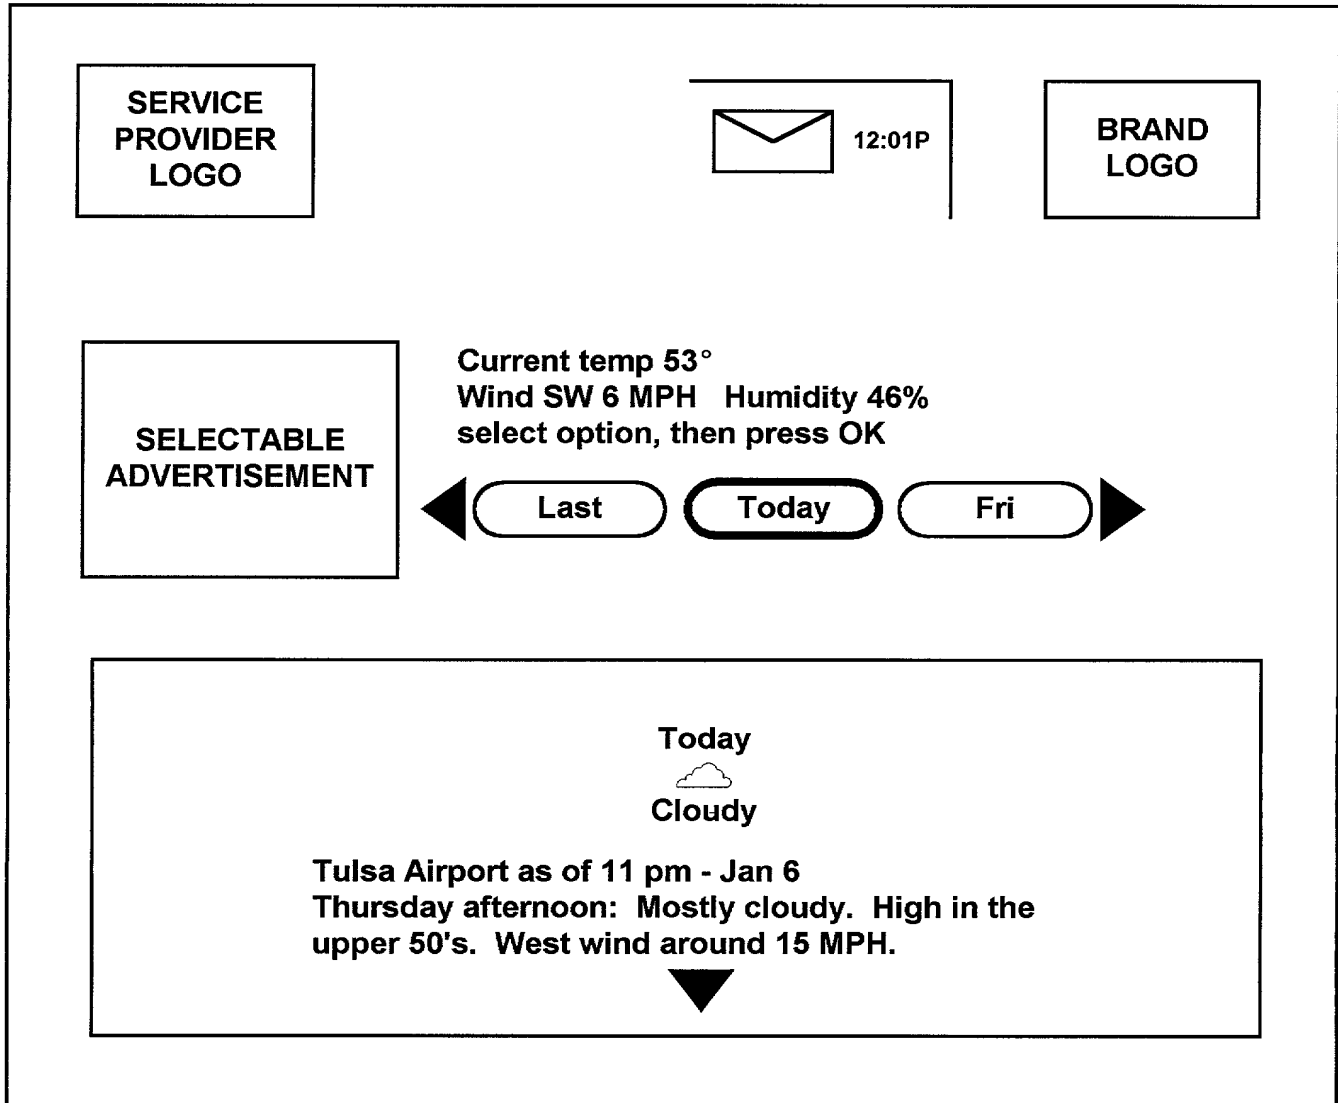 SERVICE
PROVIDER
LOGO
12:01P
BRAND
LOGO
SELECTABLE
ADVERTISEMENT
Current temp 53°
Wind SW 6 MPH   Humidity 46%
select option, then press OK
Last
Today
Fri
Today
Cloudy
Tulsa Airport as of 11 pm - Jan 6
Thursday afternoon:  Mostly cloudy.  High in the
upper 50's.  West wind around 15 MPH.